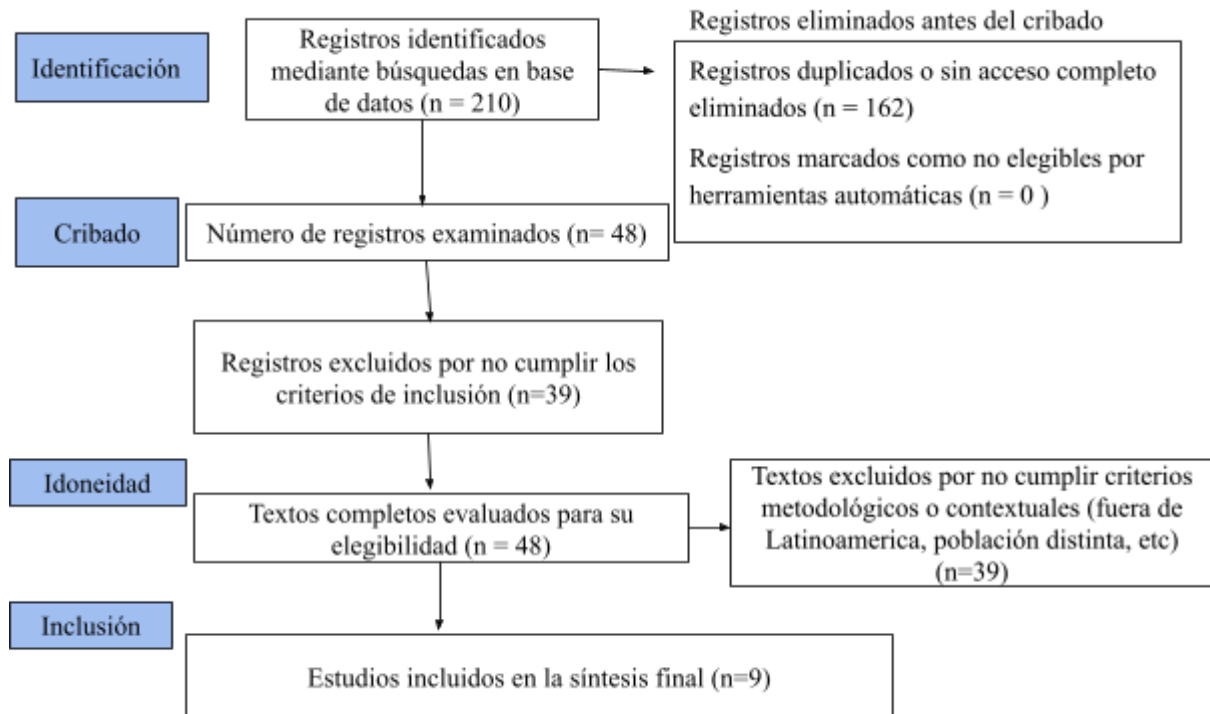 Identificación
Registros identificados
mediante búsquedas en base
de datos (n = 210)
Registros eliminados antes del cribado
Registros duplicados o sin acceso completo
eliminados (n = 162)
Registros marcados como no elegibles por
herramientas automáticas (n = 0 )
Cribado
Número de registros examinados (n= 48)
Registros excluidos por no cumplir los
criterios de inclusión (n=39)
Idoneidad
Textos completos evaluados para su
elegibilidad (n = 48)
Textos excluidos por no cumplir criterios
metodológicos o contextuales (fuera de
Latinoamerica, población distinta, etc)
(n=39)
Inclusión
Estudios incluidos en la síntesis final (n=9)